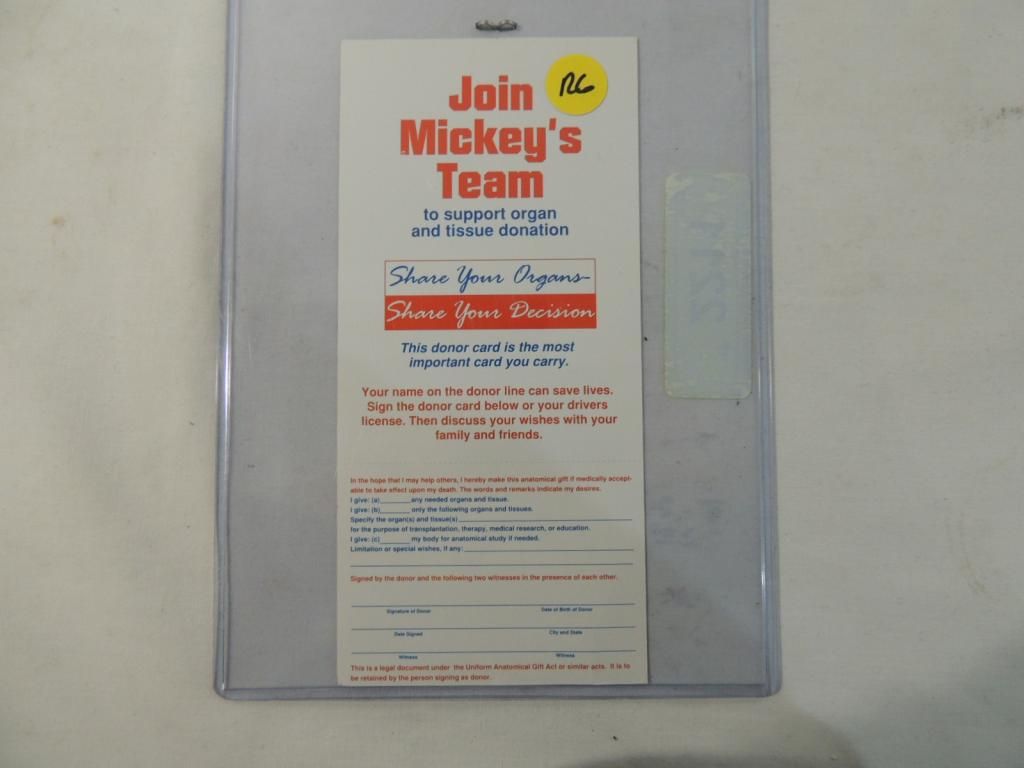 Join
RG
Mickey's
Team
to support organ
and tissue donation
Share Your Organs-
Share Your Decision
This donor card is the most
important card you carry.
Your name on the donor line can save lives.
Sign the donor card below or your drivers
license. Then discuss your wishes with your
family and friends.
In the hope that I may help others, I hereby make this anatomical gift if medically accept-
able to take effect upon my death. The words and remarks indicate my desires.
I give: (a)________any needed organs and tissue.
I give: (b)________ only the following organs and tissues.
Specify the organ(s) and tissue(s)________
for the purpose of transplantation, therapy, medical research, or education.
I give: (c)________ my body for anatomical study if needed.
Limitation or special wishes, if any:________
Signed by the donor and the following two witnesses in the presence of each other.
Signature of Donor Date of Birth of Donor
Date Signed City and State
Witness Witness
This is a legal document under the Uniform Anatomical Gift Act or similar acts. It is to
be retained by the person signing as donor.